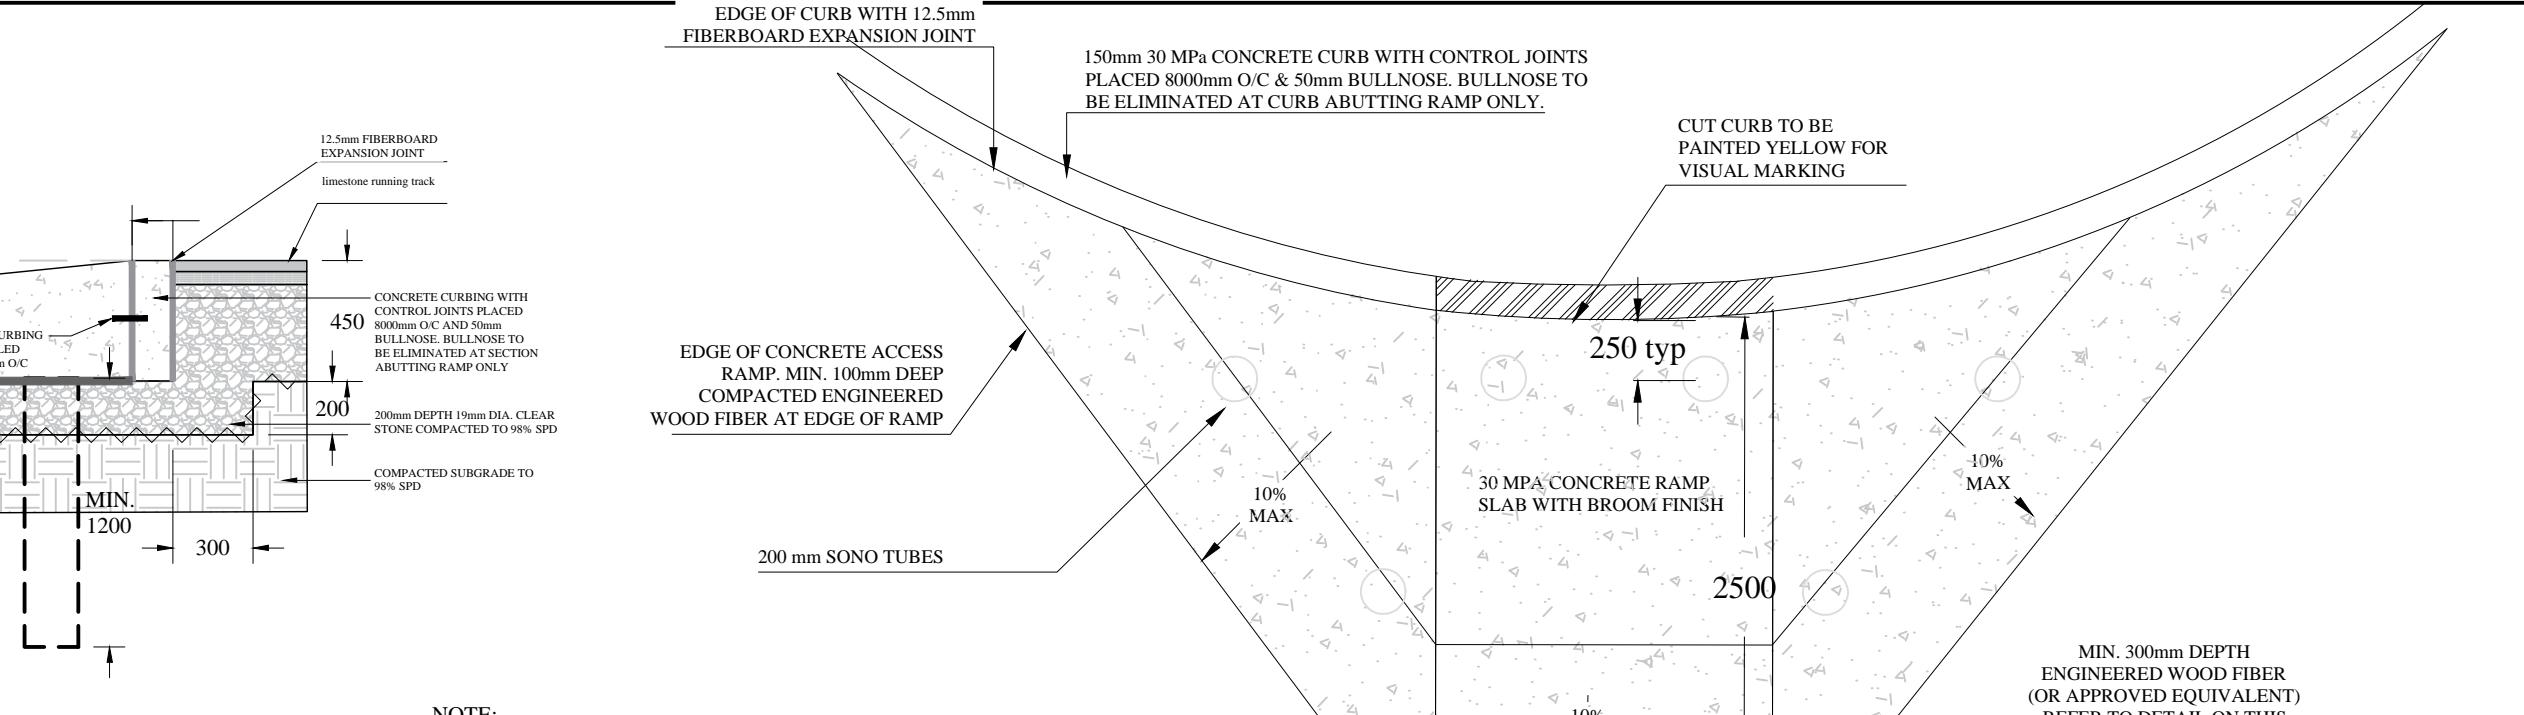 EDGE OF CURB WITH 12.5mm
FIBERBOARD EXPANSION JOINT
150mm 30 MPa CONCRETE CURB WITH CONTROL JOINTS
PLACED 8000mm O/C & 50mm BULLNOSE. BULLNOSE TO
BE ELIMINATED AT CURB ABUTTING RAMP ONLY.
CUT CURB TO BE
PAINTED YELLOW FOR
VISUAL MARKING
12.5mm FIBERBOARD
EXPANSION JOINT
limestone running track
CONCRETE CURBING WITH
CONTROL JOINTS PLACED
8000mm O/C AND 50mm
BULLNOSE. BULLNOSE TO
BE ELIMINATED AT SECTION
ABUTTING RAMP ONLY
450
O/C
200
200mm DEPTH 19mm DIA. CLEAR
STONE COMPACTED TO 98% SPD
COMPACTED SUBGRADE TO
98% SPD
MIN.
1200
300
EDGE OF CONCRETE ACCESS
RAMP. MIN. 100mm DEEP
COMPACTED ENGINEERED
WOOD FIBER AT EDGE OF RAMP
200 mm SONO TUBES
250 typ
10%
MAX
30 MPA CONCRETE RAMP
SLAB WITH BROOM FINISH
2500
10%
MAX
MIN. 300mm DEPTH
ENGINEERED WOOD FIBER
(OR APPROVED EQUIVALENT)
REFER TO DETAIL ON THIS
NOTE:
10%